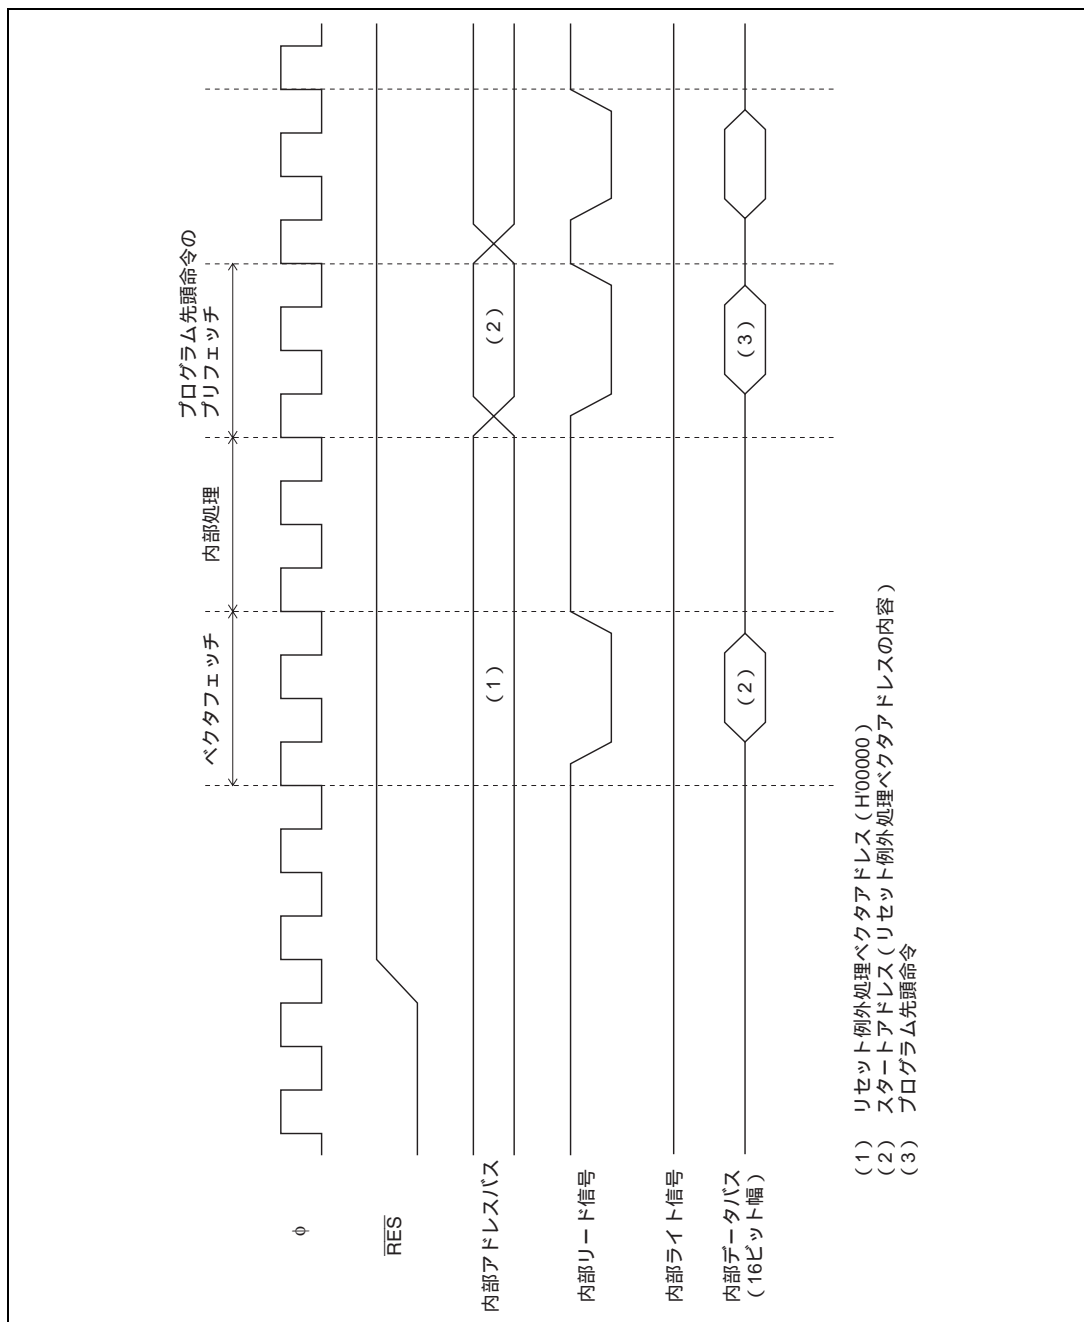 ベクタフェッチ
内部処理
プログラム先頭命令の
プリフェッチ
φ
RES
内部アドレスバス
(1)
(2)
内部リード信号
内部ライト信号
内部データバス
(16ビット幅)
(2)
(3)
(1) リセット例外処理ベクタアドレス(H'00000)
(2) スタートアドレス(リセット例外処理ベクタアドレスの内容)
(3) プログラム先頭命令